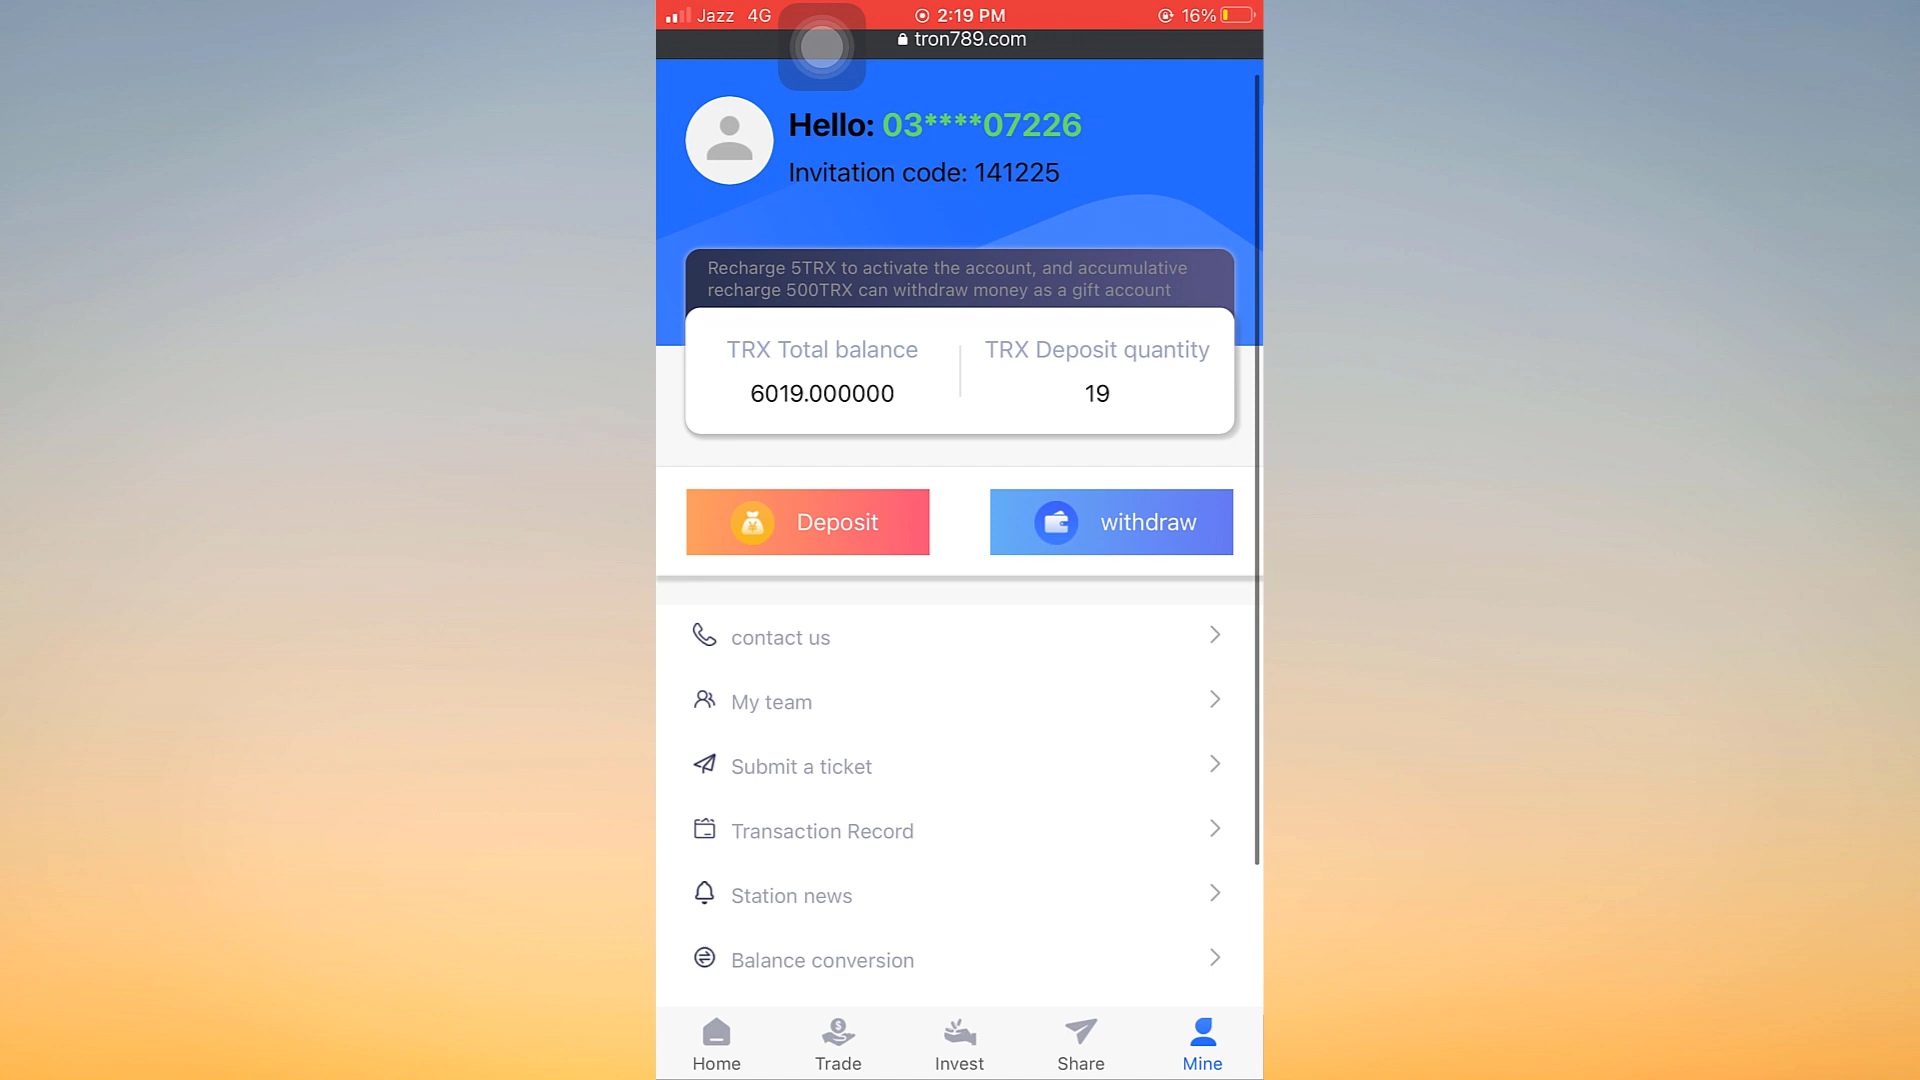 Jazz 4G 2:19 PM 16%
tron789.com
Hello: 03****07226
Invitation code: 141225
Recharge 5TRX to activate the account, and accumulative
recharge 500TRX can withdraw money as a gift account
TRX Total balance
6019.000000
TRX Deposit quantity
19
Deposit
withdraw
contact us
My team
Submit a ticket
Transaction Record
Station news
Balance conversion
Home Trade Invest Share Mine